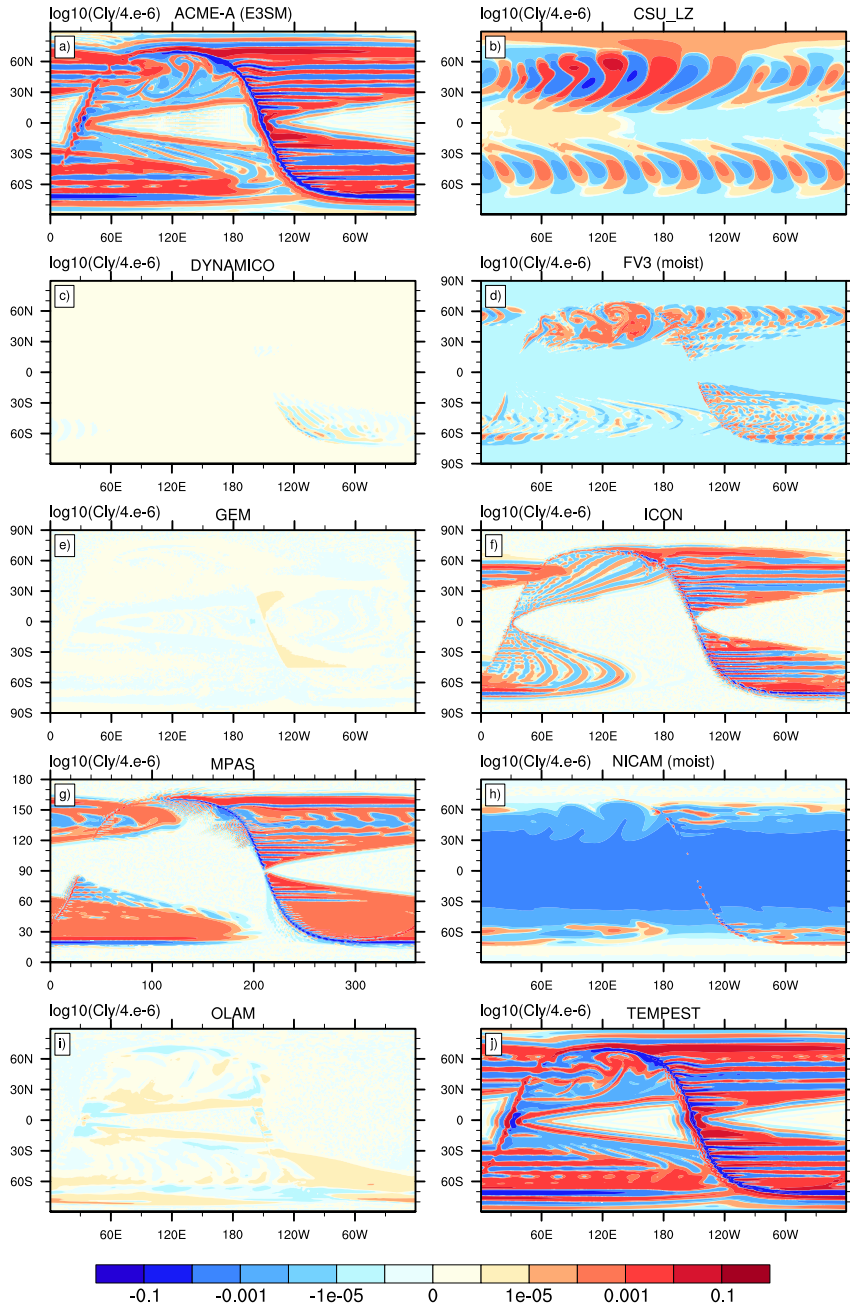 log10(Cly/4.e-6) ACME-A (E3SM)
a)
60N
30N
0
30S
60S
0 60E 120E 180 120W 60W
log10(Cly/4.e-6) CSU_LZ
b)
60N
30N
0
30S
60S
60E 120E 180 120W 60W
log10(Cly/4.e-6) DYNAMICO
c)
60N
30N
0
30S
60S
60E 120E 180 120W 60W
log10(Cly/4.e-6) FV3 (moist)
d)
90N
60N
30N
0
30S
60S
90S
60E 120E 180 120W 60W
log10(Cly/4.e-6) GEM
e)
90N
60N
30N
0
30S
60S
90S
60E 120E 180 120W 60W
log10(Cly/4.e-6) ICON
f)
90N
60N
30N
0
30S
60S
90S
60E 120E 180 120W 60W
log10(Cly/4.e-6) MPAS
g)
180
150
120
90
60
30
0
0 100 200 300
log10(Cly/4.e-6) NICAM (moist)
h)
60N
30N
0
30S
60S
60E 120E 180 120W 60W
log10(Cly/4.e-6) OLAM
i)
60N
30N
0
30S
60S
60E 120E 180 120W 60W
log10(Cly/4.e-6) TEMPEST
j)
60N
30N
0
30S
60S
60E 120E 180 120W 60W
-0.1 -0.001 -1e-05 0 1e-05 0.001 0.1